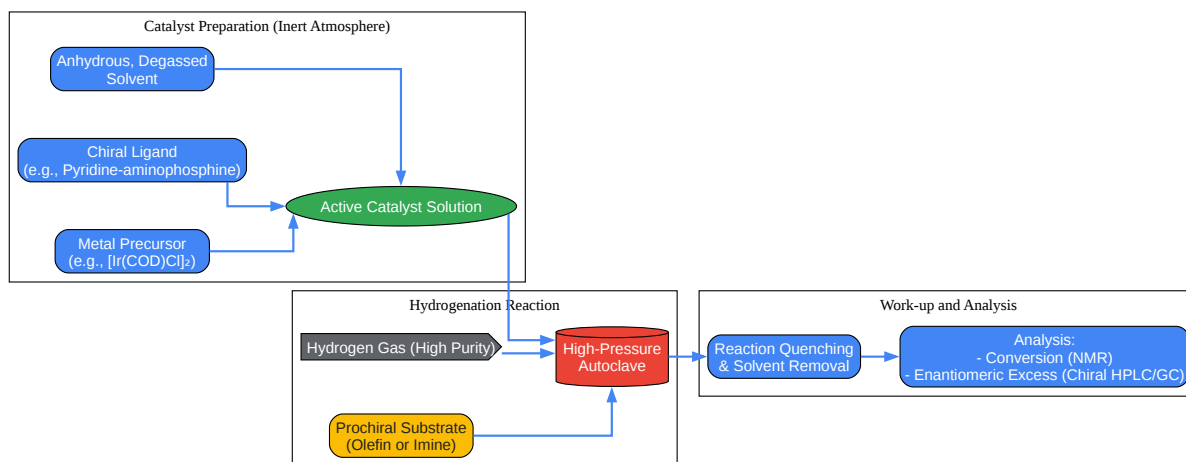 Catalyst Preparation (Inert Atmosphere)
Anhydrous, Degassed
Solvent
Chiral Ligand
(e.g., Pyridine-aminophosphine)
Active Catalyst Solution
Metal Precursor
(e.g., [Ir(COD)Cl]₂)
Hydrogenation Reaction
Hydrogen Gas (High Purity)
High-Pressure
Autoclave
Prochiral Substrate
(Olefin or Imine)
Work-up and Analysis
Reaction Quenching
& Solvent Removal
Analysis:
- Conversion (NMR)
- Enantiomeric Excess (Chiral HPLC/GC)